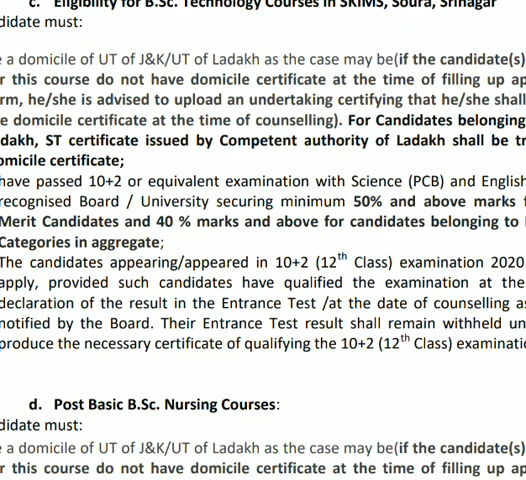 c. Eligibility for B.Sc. Technology Courses in SKIMS, Soura, Srinagar
didate must:
e a domicile of UT of J&K/UT of Ladakh as the case may be(if the candidate(s)
r this course do not have domicile certificate at the time of filling up ap
rm, he/she is advised to upload an undertaking certifying that he/she shall
e domicile certificate at the time of counselling). For Candidates belonging
dakh, ST certificate issued by Competent authority of Ladakh shall be tr
omicile certificate;
have passed 10+2 or equivalent examination with Science (PCB) and English
recognised Board / University securing minimum 50% and above marks f
Merit Candidates and 40 % marks and above for candidates belonging to
Categories in aggregate;
The candidates appearing/appeared in 10+2 (12th Class) examination 2020
apply, provided such candidates have qualified the examination at the
declaration of the result in the Entrance Test /at the date of counselling as
notified by the Board. Their Entrance Test result shall remain withheld un
produce the necessary certificate of qualifying the 10+2 (12th Class) examinatio
d. Post Basic B.Sc. Nursing Courses:
didate must:
e a domicile of UT of J&K/UT of Ladakh as the case may be(if the candidate(s)
r this course do not have domicile certificate at the time of filling up ap